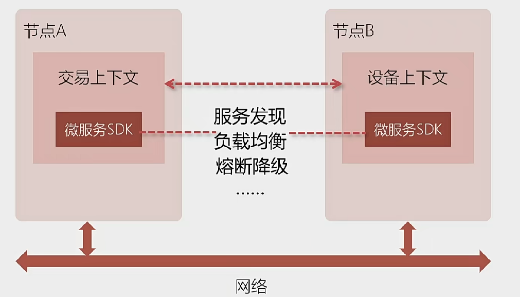 节点A
节点B
交易上下文
设备上下文
微服务SDK
服务发现
负载均衡
熔断降级
......
微服务SDK
网络